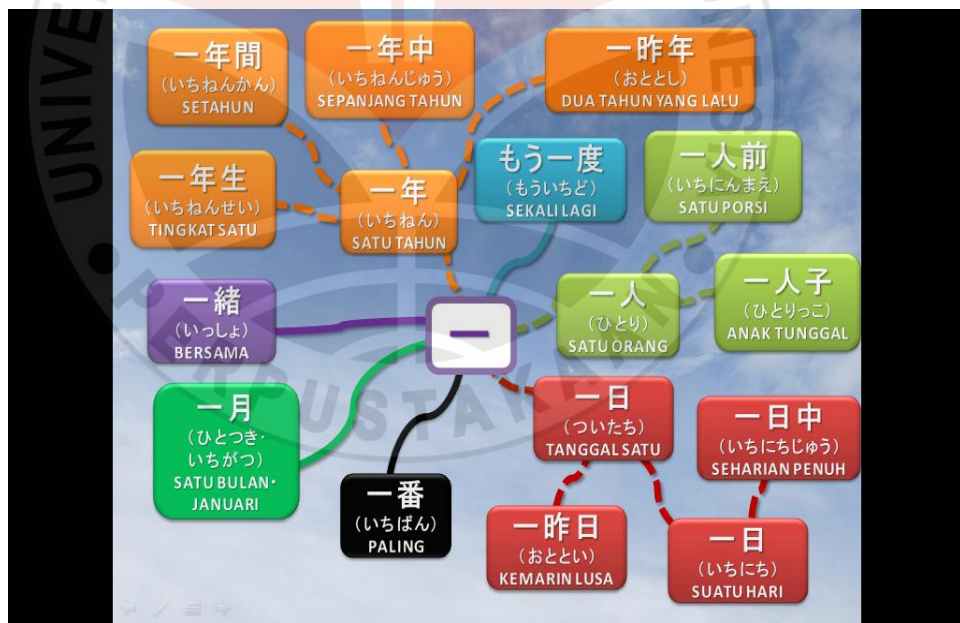 一年間
(いちねんかん)
SETAHUN
一年中
(いちねんじゅう)
SEPANJANG TAHUN
一昨年
(おととし)
DUA TAHUN YANG LALU
一年生
(いちねんせい)
TINGKAT SATU
一年
(いちねん)
SATU TAHUN
もう一度
(もういちど)
SEKALI LAGI
一人前
(いちにんまえ)
SATU PORSI
一緒
(いっしょ)
BERSAMA
一
一人
(ひとり)
SATU ORANG
一人子
(ひとりっこ)
ANAK TUNGGAL
一月
(ひとつき・
いちがつ)
SATU BULAN・
JANUARI
一番
(いちばん)
PALING
一日
(ついたち)
TANGGAL SATU
一日中
(いちにちじゅう)
SEHARIAN PENUH
一昨日
(おととい)
KEMARIN LUSA
一日
(いちにち)
SUATU HARI
PERPUSTAKAAN